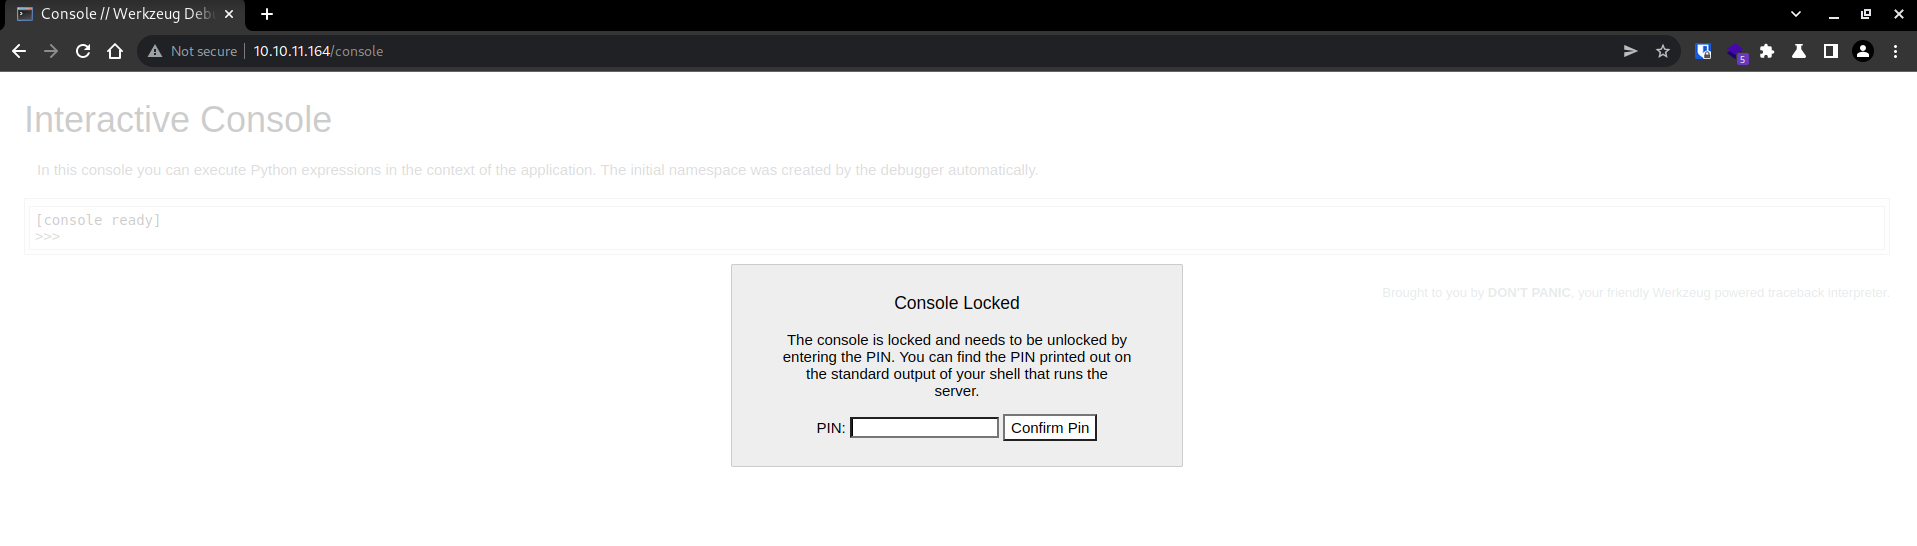 Console // Werkzeug Deb
Not secure 10.10.11.164/console
5
Interactive Console
In this console you can execute Python expressions in the context of the application. The initial namespace was created by the debugger automatically.
[console ready]
>>>
Console Locked
The console is locked and needs to be unlocked by
entering the PIN. You can find the PIN printed out on
the standard output of your shell that runs the
server.
PIN: Confirm Pin
Brought to you by DON'T PANIC, your friendly Werkzeug powered traceback interpreter.